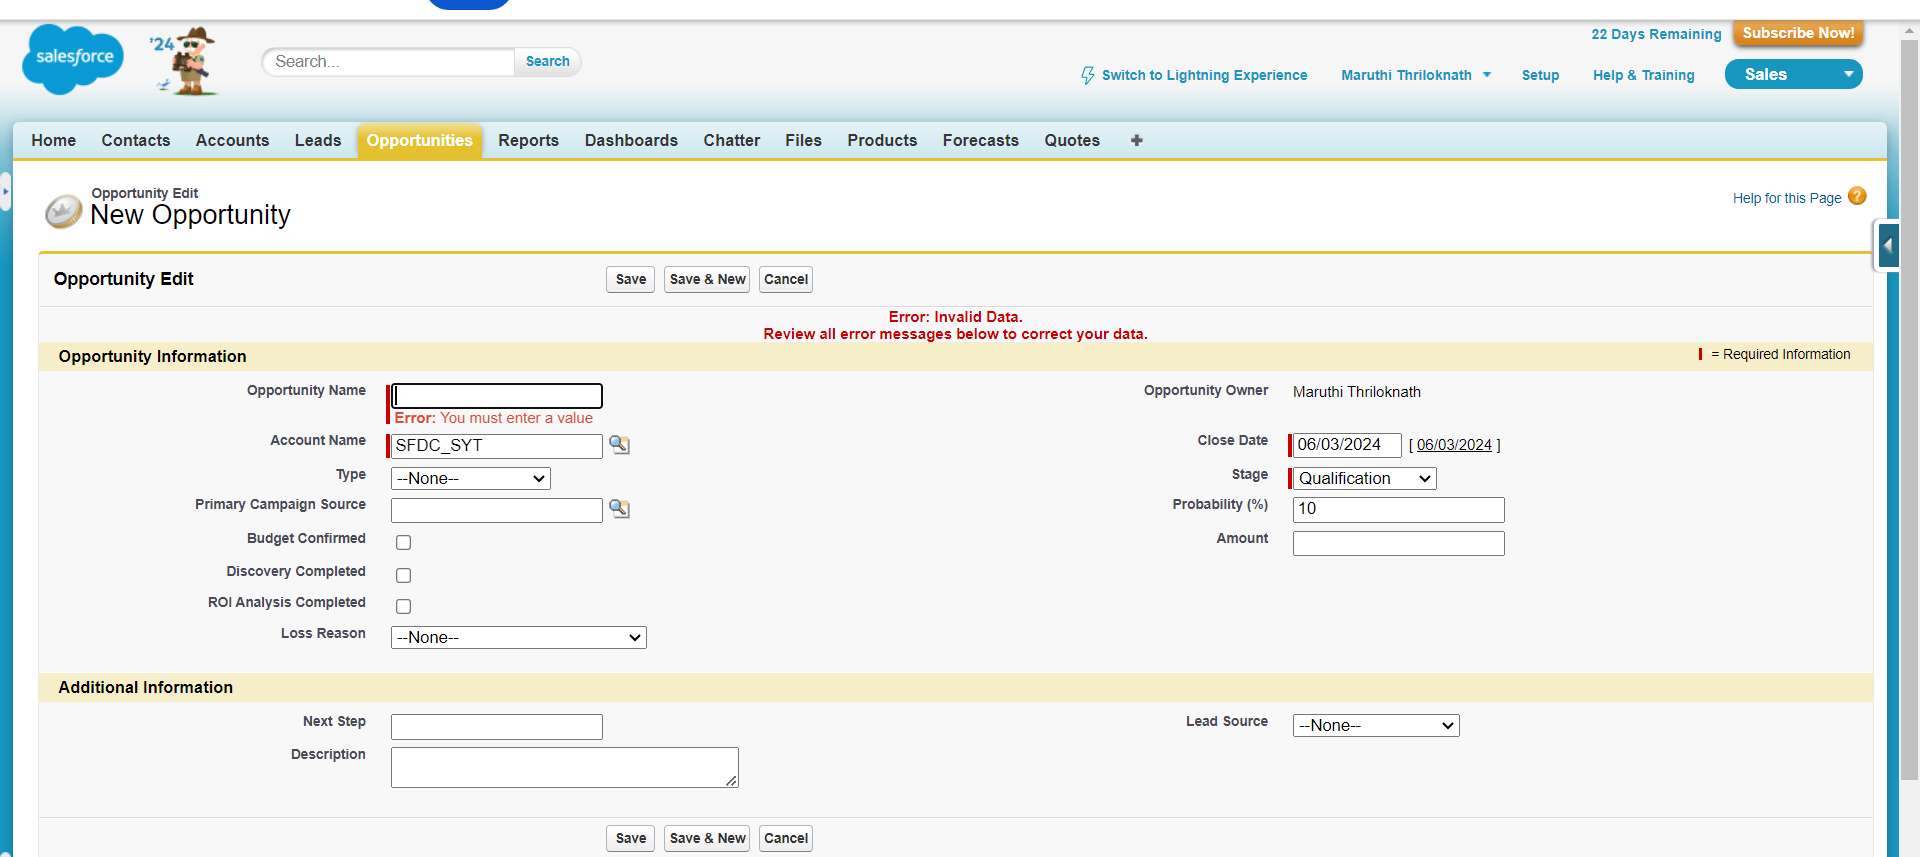 22 Days Remaining Subscribe Now!
salesforce '24 Search... Search
Switch to Lightning Experience Maruthi Thriloknath Setup Help & Training Sales
Home Contacts Accounts Leads Opportunities Reports Dashboards Chatter Files Products Forecasts Quotes +
Opportunity Edit
New Opportunity
Help for this Page ?
Opportunity Edit Save Save & New Cancel
Error: Invalid Data.
Review all error messages below to correct your data.
Opportunity Information = Required Information
Opportunity Name Opportunity Owner Maruthi Thriloknath
Error: You must enter a value
Account Name SFDC_SYT Close Date 06/03/2024 [ 06/03/2024 ]
Type --None-- Stage Qualification
Primary Campaign Source Probability (%) 10
Budget Confirmed Amount
Discovery Completed
ROI Analysis Completed
Loss Reason --None--
Additional Information
Next Step Lead Source --None--
Description
Save Save & New Cancel